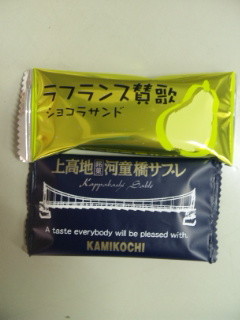 ラフランス賛歌
ショコラサンド
上高地 河童橋サブレ
Kappabashi Sable
A taste everybody will be pleased with.
KAMIKOCHI